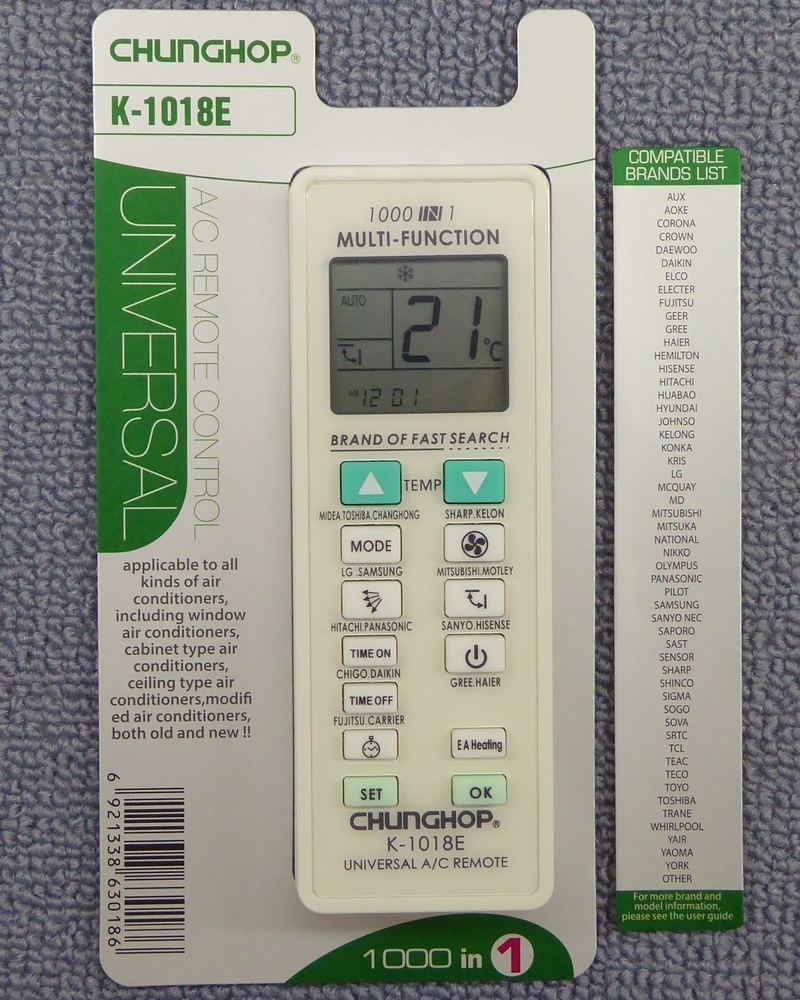 CHUNGHOP®
K-1018E
UNIVERSAL
A/C REMOTE CONTROL
applicable to all
kinds of air
conditioners,
including window
air conditioners,
cabinet type air
conditioners,
ceiling type air
conditioners,modifi
ed air conditioners,
both old and new !!
6 921338 630186
1000 IN 1
MULTI-FUNCTION
AUTO
21°C
AM 12 01
BRAND OF FAST SEARCH
TEMP
MIDEA.TOSHIBA.CHANGHONG
SHARP.KELON
MODE
LG .SAMSUNG
MITSUBISHI.MOTLEY
HITACHI.PANASONIC
SANYO.HISENSE
TIME ON
CHIGO.DAIKIN
GREE.HAIER
TIME OFF
FUJITSU.CARRIER
E A Heating
SET
OK
CHUNGHOP®
K-1018E
UNIVERSAL A/C REMOTE
1000 in 1
COMPATIBLE
BRANDS LIST
AUX
AOKE
CORONA
CROWN
DAEWOO
DAIKIN
ELCO
ELECTER
FUJITSU
GEER
GREE
HAIER
HEMILTON
HISENSE
HITACHI
HUABAO
HYUNDAI
JOHNSO
KELONG
KONKA
KRIS
LG
MCQUAY
MD
MITSUBISHI
MITSUKA
NATIONAL
NIKKO
OLYMPUS
PANASONIC
PILOT
SAMSUNG
SANYO NEC
SAPORO
SAST
SENSOR
SHARP
SHINCO
SIGMA
SOGO
SOVA
SRTC
TCL
TEAC
TECO
TOYO
TOSHIBA
TRANE
WHIRLPOOL
YAIR
YAOMA
YORK
OTHER
For more brand and
model information,
please see the user guide